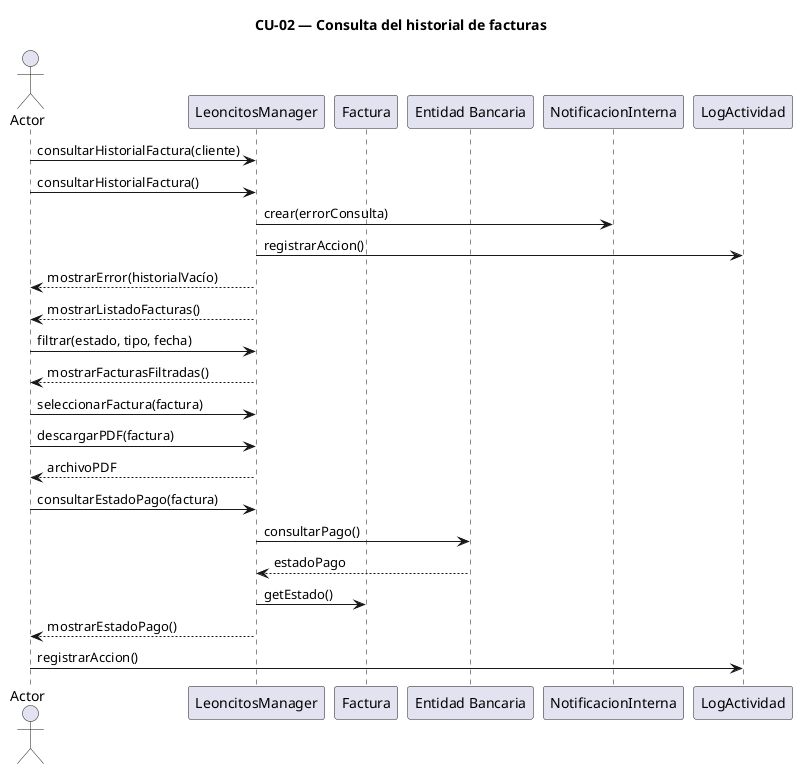 CU-02 — Consulta del historial de facturas
Actor
LeoncitosManager
Factura
Entidad Bancaria
NotificacionInterna
LogActividad
consultarHistorialFactura(cliente)
consultarHistorialFactura()
crear(errorConsulta)
registrarAccion()
mostrarError(historialVacío)
mostrarListadoFacturas()
filtrar(estado, tipo, fecha)
mostrarFacturasFiltradas()
seleccionarFactura(factura)
descargarPDF(factura)
archivoPDF
consultarEstadoPago(factura)
consultarPago()
estadoPago
getEstado()
mostrarEstadoPago()
registrarAccion()
Actor
LeoncitosManager
Factura
Entidad Bancaria
NotificacionInterna
LogActividad